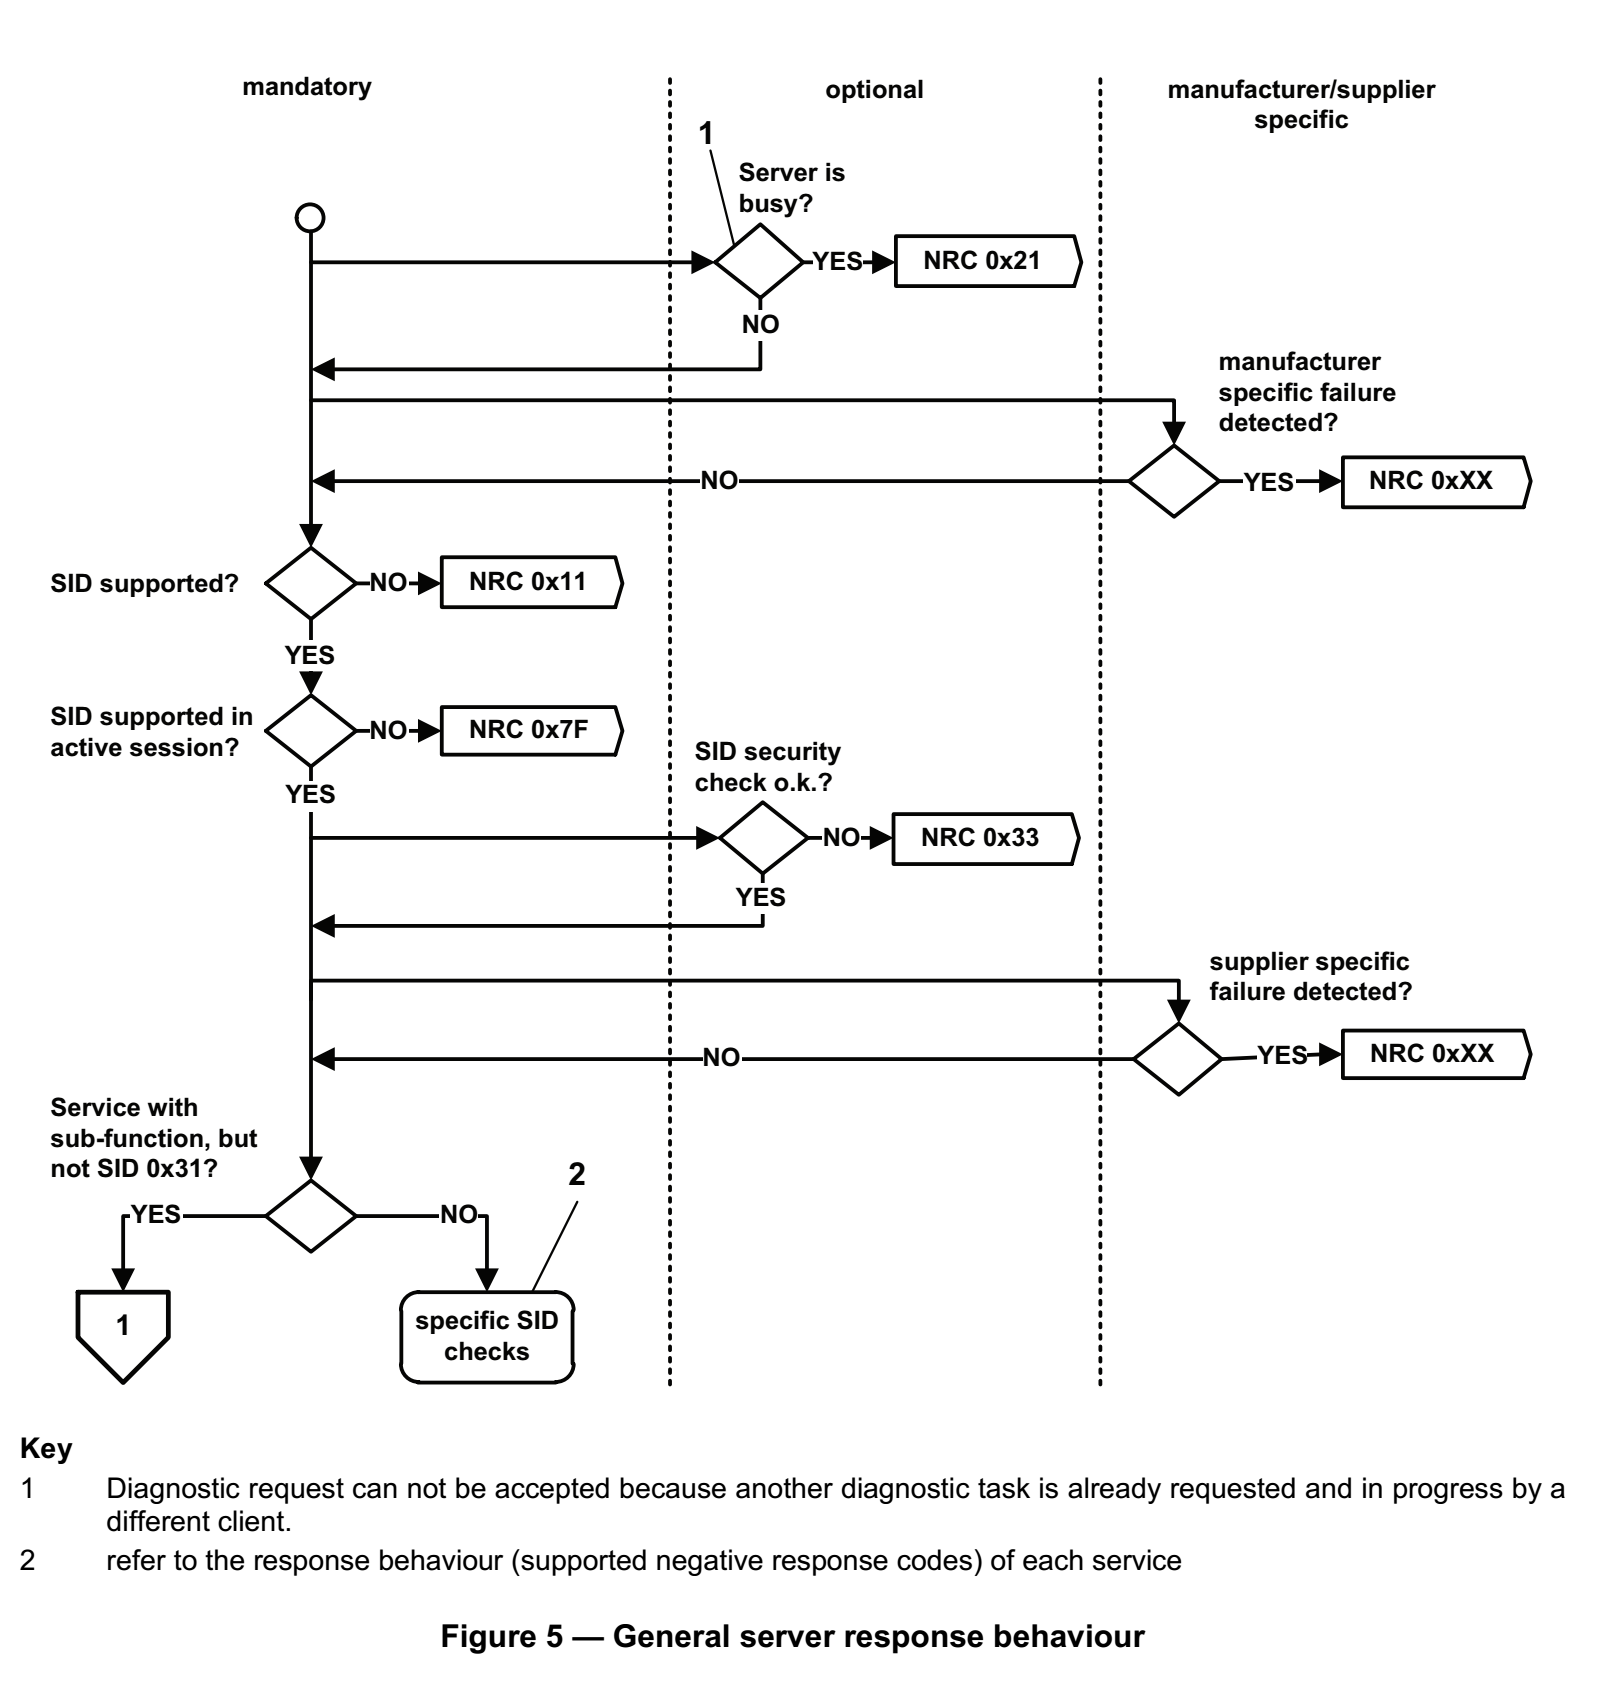 mandatory
optional
manufacturer/supplier
specific
1
Server is
busy?
YES
NRC 0x21
NO
manufacturer
specific failure
detected?
NO
YES
NRC 0xXX
SID supported?
NO
NRC 0x11
YES
SID supported in
active session?
NO
NRC 0x7F
YES
SID security
check o.k.?
NO
NRC 0x33
YES
supplier specific
failure detected?
NO
YES
NRC 0xXX
Service with
sub-function, but
not SID 0x31?
YES
NO
2
1
specific SID
checks
Key
1 Diagnostic request can not be accepted because another diagnostic task is already requested and in progress by a
different client.
2 refer to the response behaviour (supported negative response codes) of each service
Figure 5 — General server response behaviour